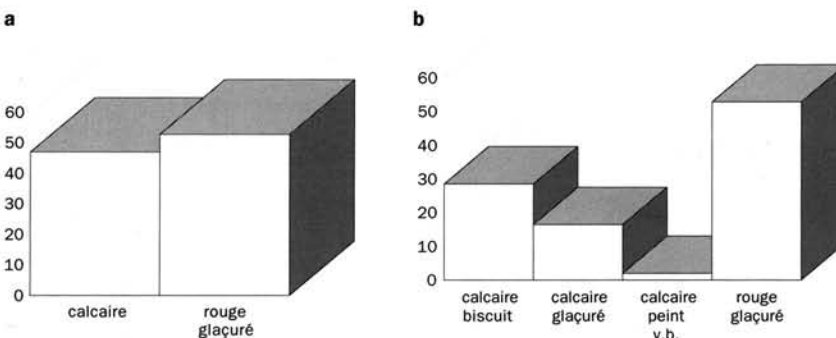 a
60
50
40
30
20
10
0
calcaire
rouge
glaçuré
b
60
50
40
30
20
10
0
calcaire
biscuit
calcaire
glaçuré
calcaire
peint
v.b.
rouge
glaçuré